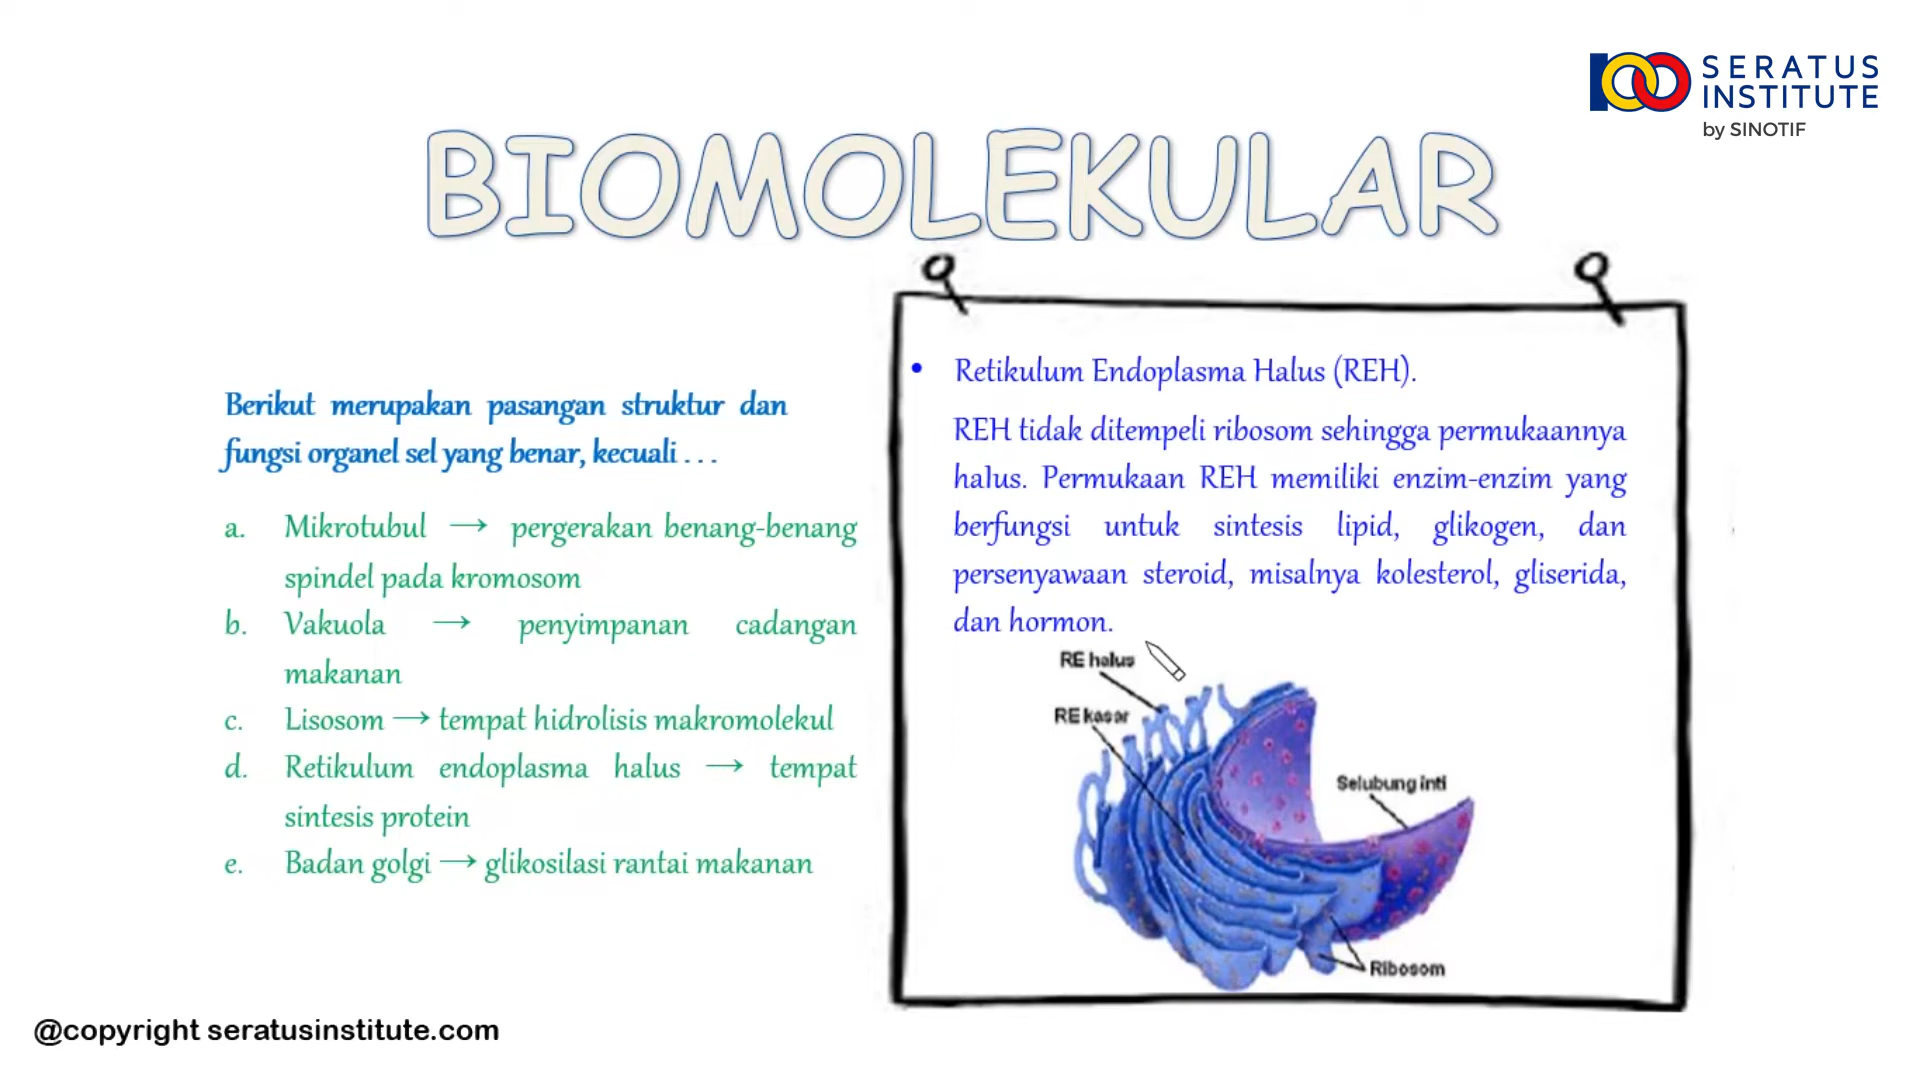 SERATUS
INSTITUTE
by SINOTIF
BIOMOLEKULAR
Berikut merupakan pasangan struktur dan
fungsi organel sel yang benar, kecuali . . .
a. Mikrotubul → pergerakan benang-benang
spindel pada kromosom
b. Vakuola → penyimpanan cadangan
makanan
c. Lisosom → tempat hidrolisis makromolekul
d. Retikulum endoplasma halus → tempat
sintesis protein
e. Badan golgi → glikosilasi rantai makanan
• Retikulum Endoplasma Halus (REH).
REH tidak ditempeli ribosom sehingga permukaannya
halus. Permukaan REH memiliki enzim-enzim yang
berfungsi untuk sintesis lipid, glikogen, dan
persenyawaan steroid, misalnya kolesterol, gliserida,
dan hormon.
RE halus
RE kasar
Selubung inti
Ribosom
@copyright seratusinstitute.com